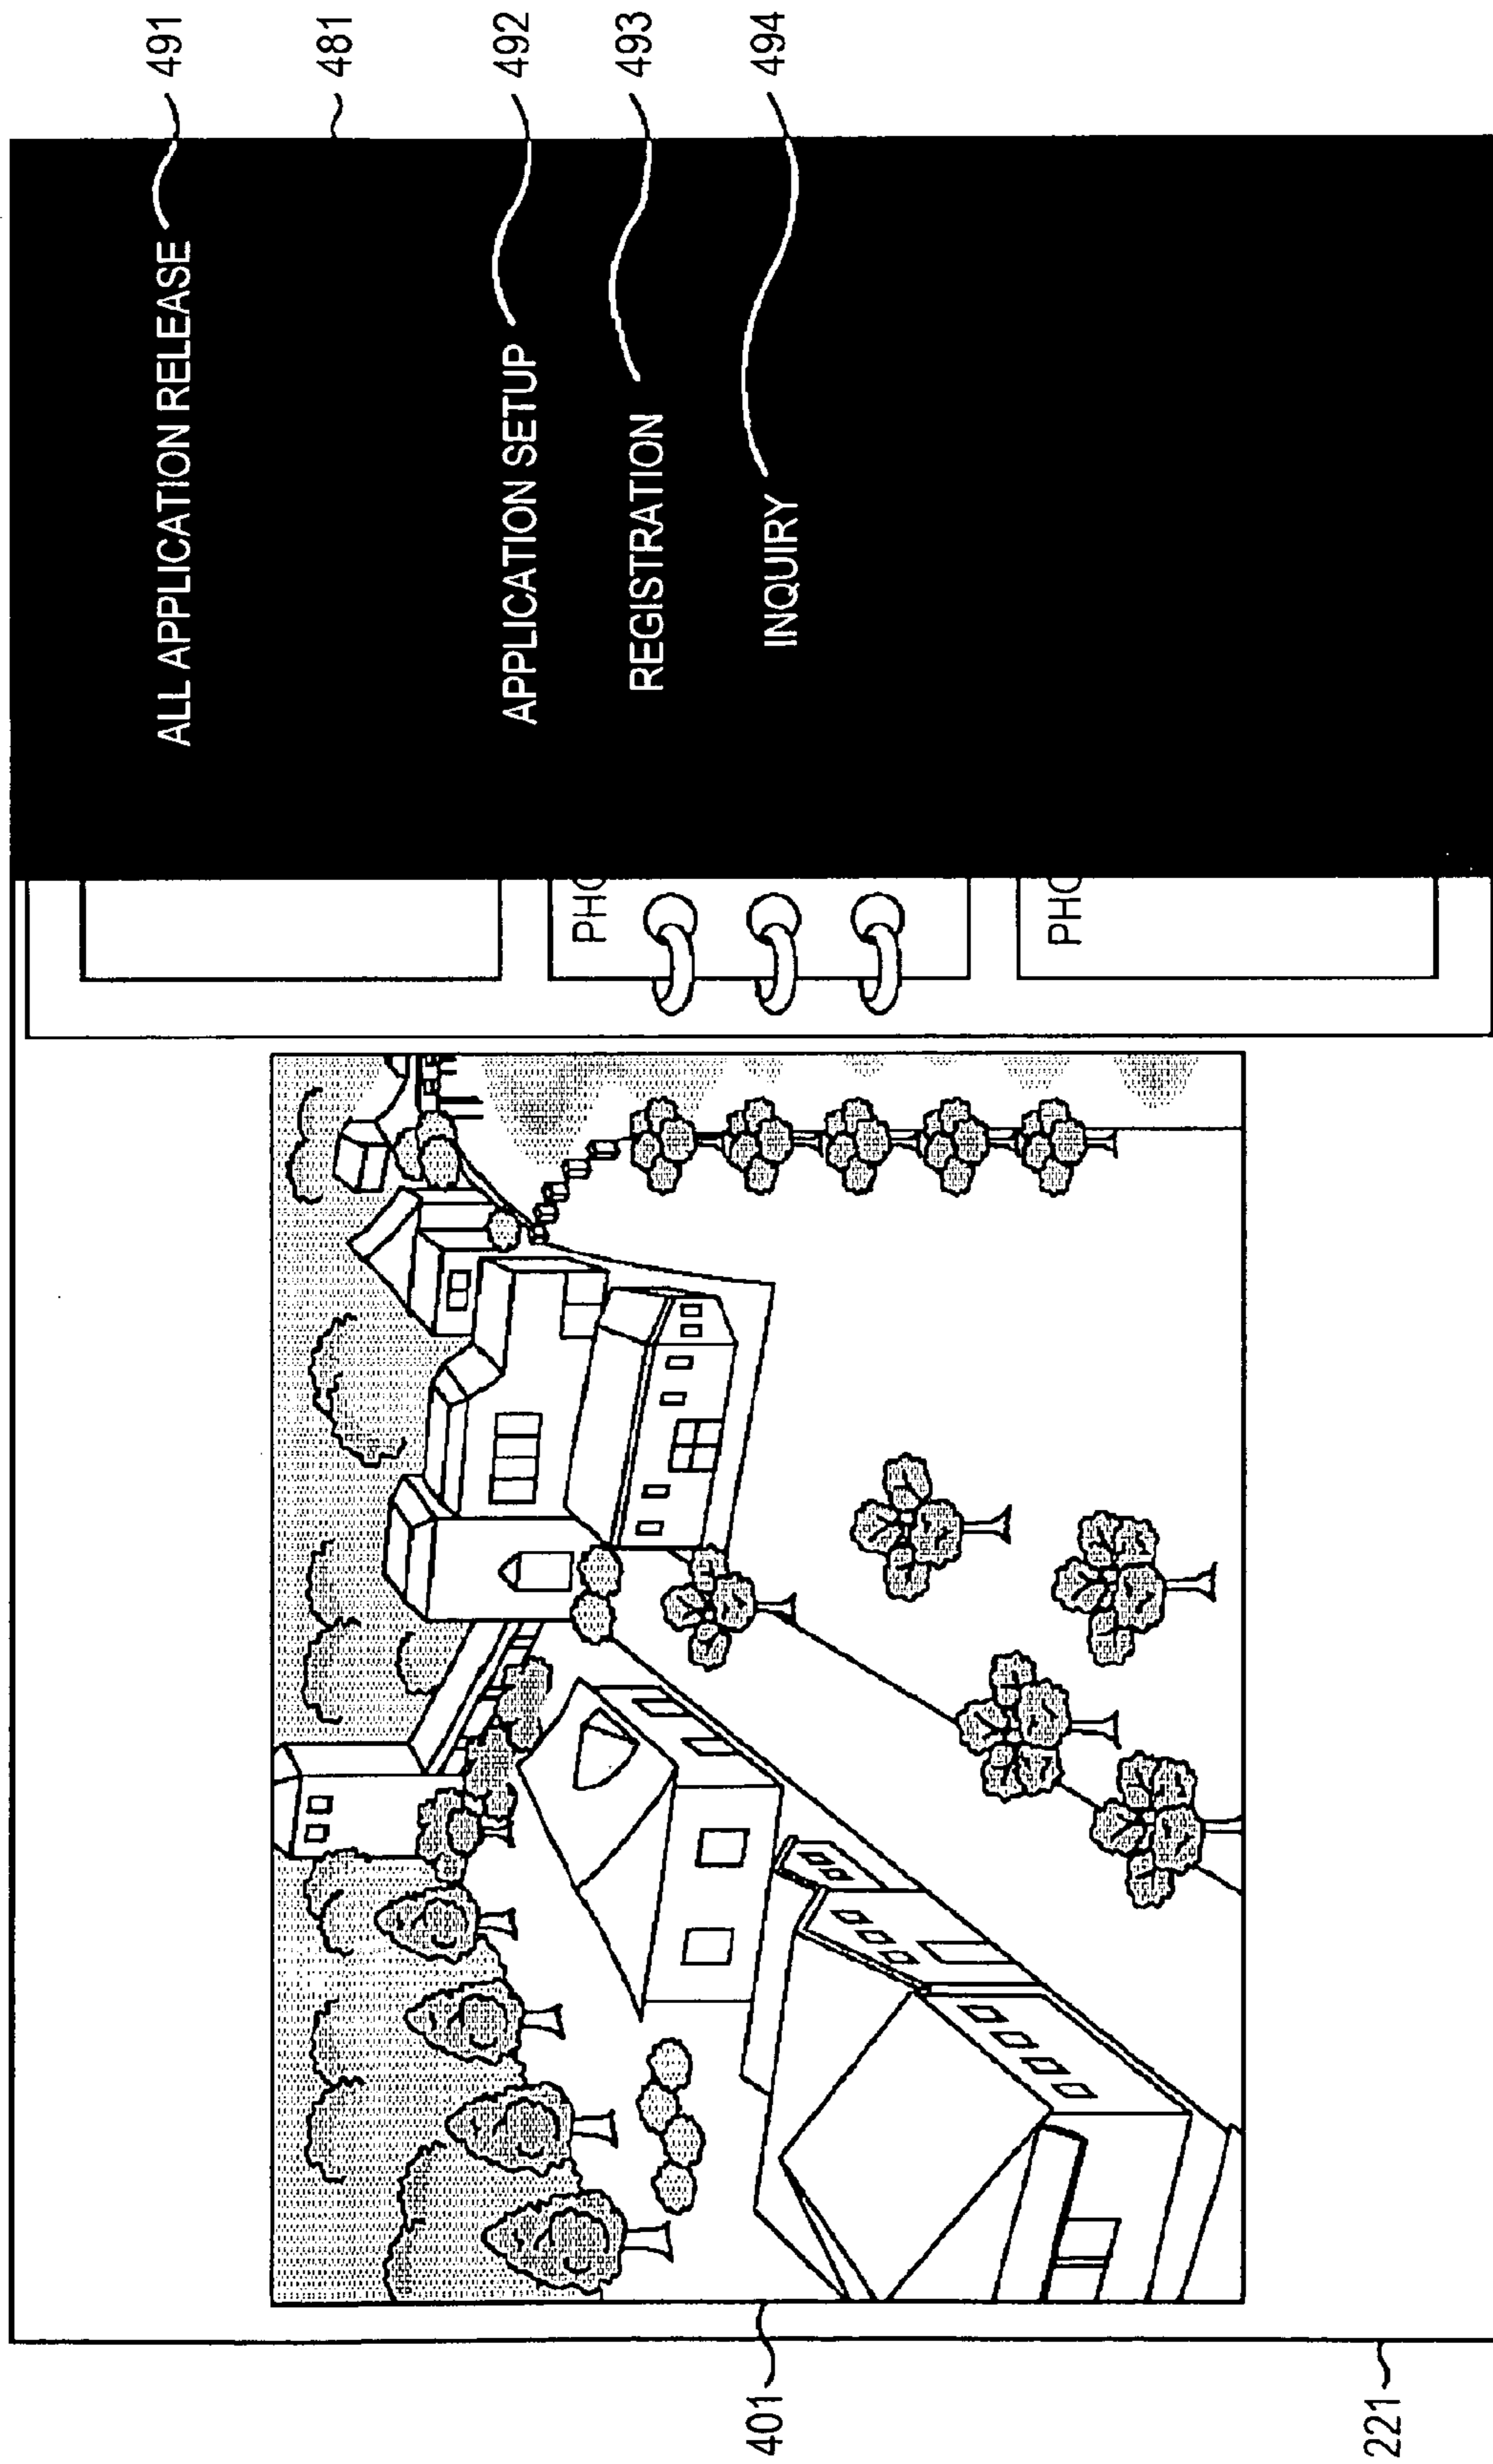 ALL APPLICATION RELEASE 491
481
APPLICATION SETUP 492
REGISTRATION 493
INQUIRY 494
PHO
PHO
401
221